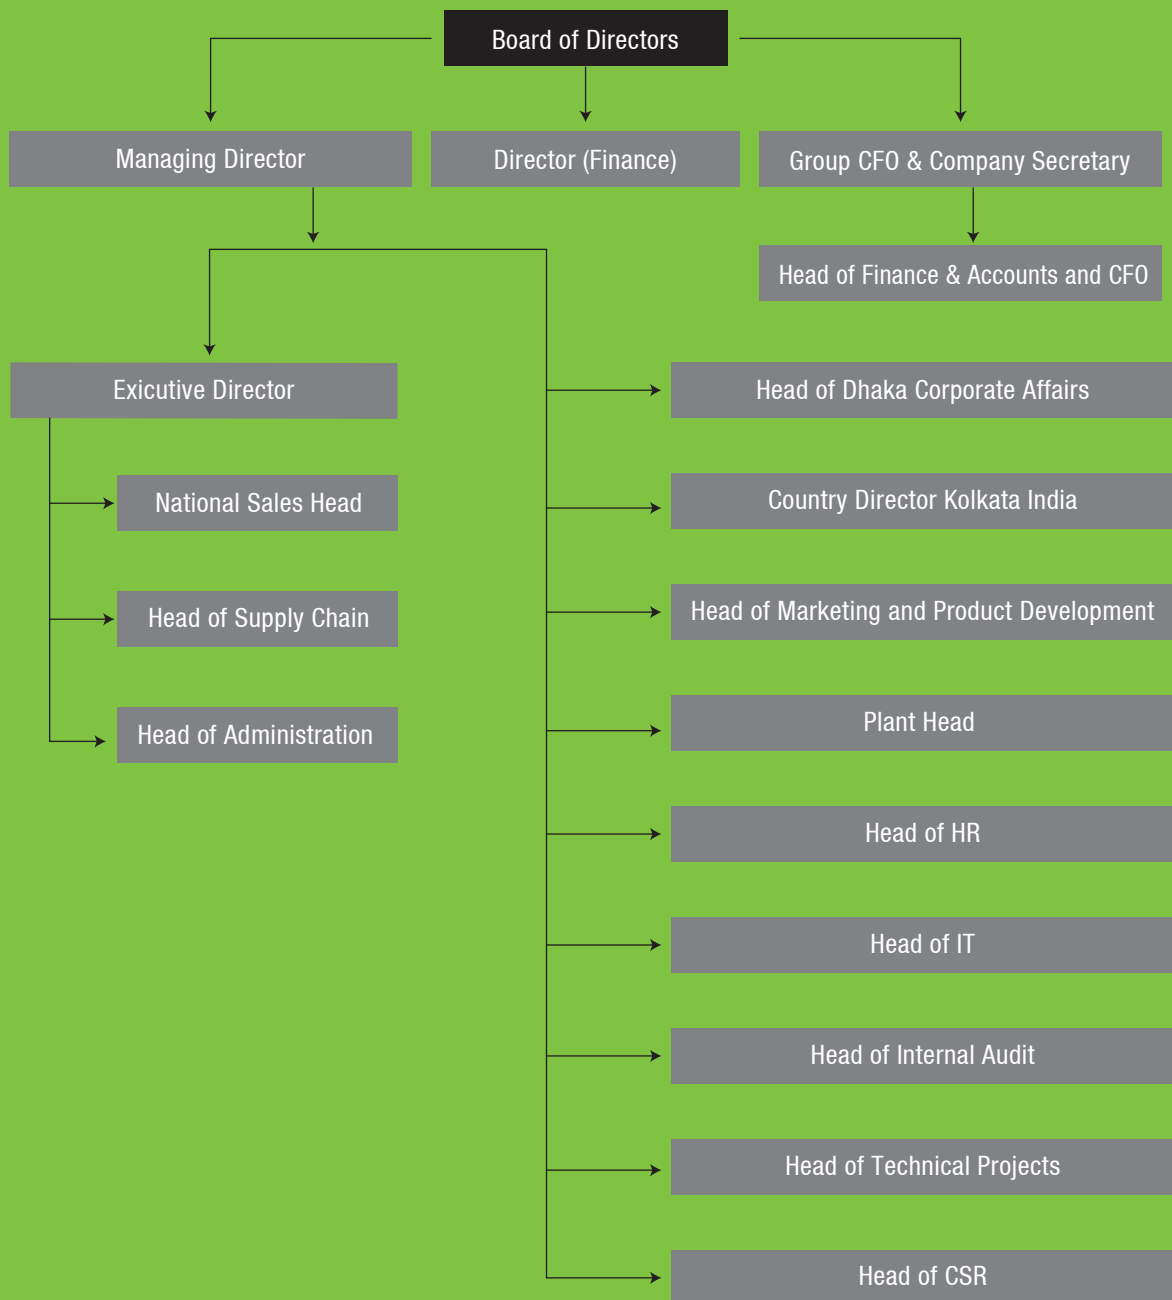 Board of Directors
Managing Director
Director (Finance)
Group CFO & Company Secretary
Head of Finance & Accounts and CFO
Exicutive Director
National Sales Head
Head of Supply Chain
Head of Administration
Head of Dhaka Corporate Affairs
Country Director Kolkata India
Head of Marketing and Product Development
Plant Head
Head of HR
Head of IT
Head of Internal Audit
Head of Technical Projects
Head of CSR